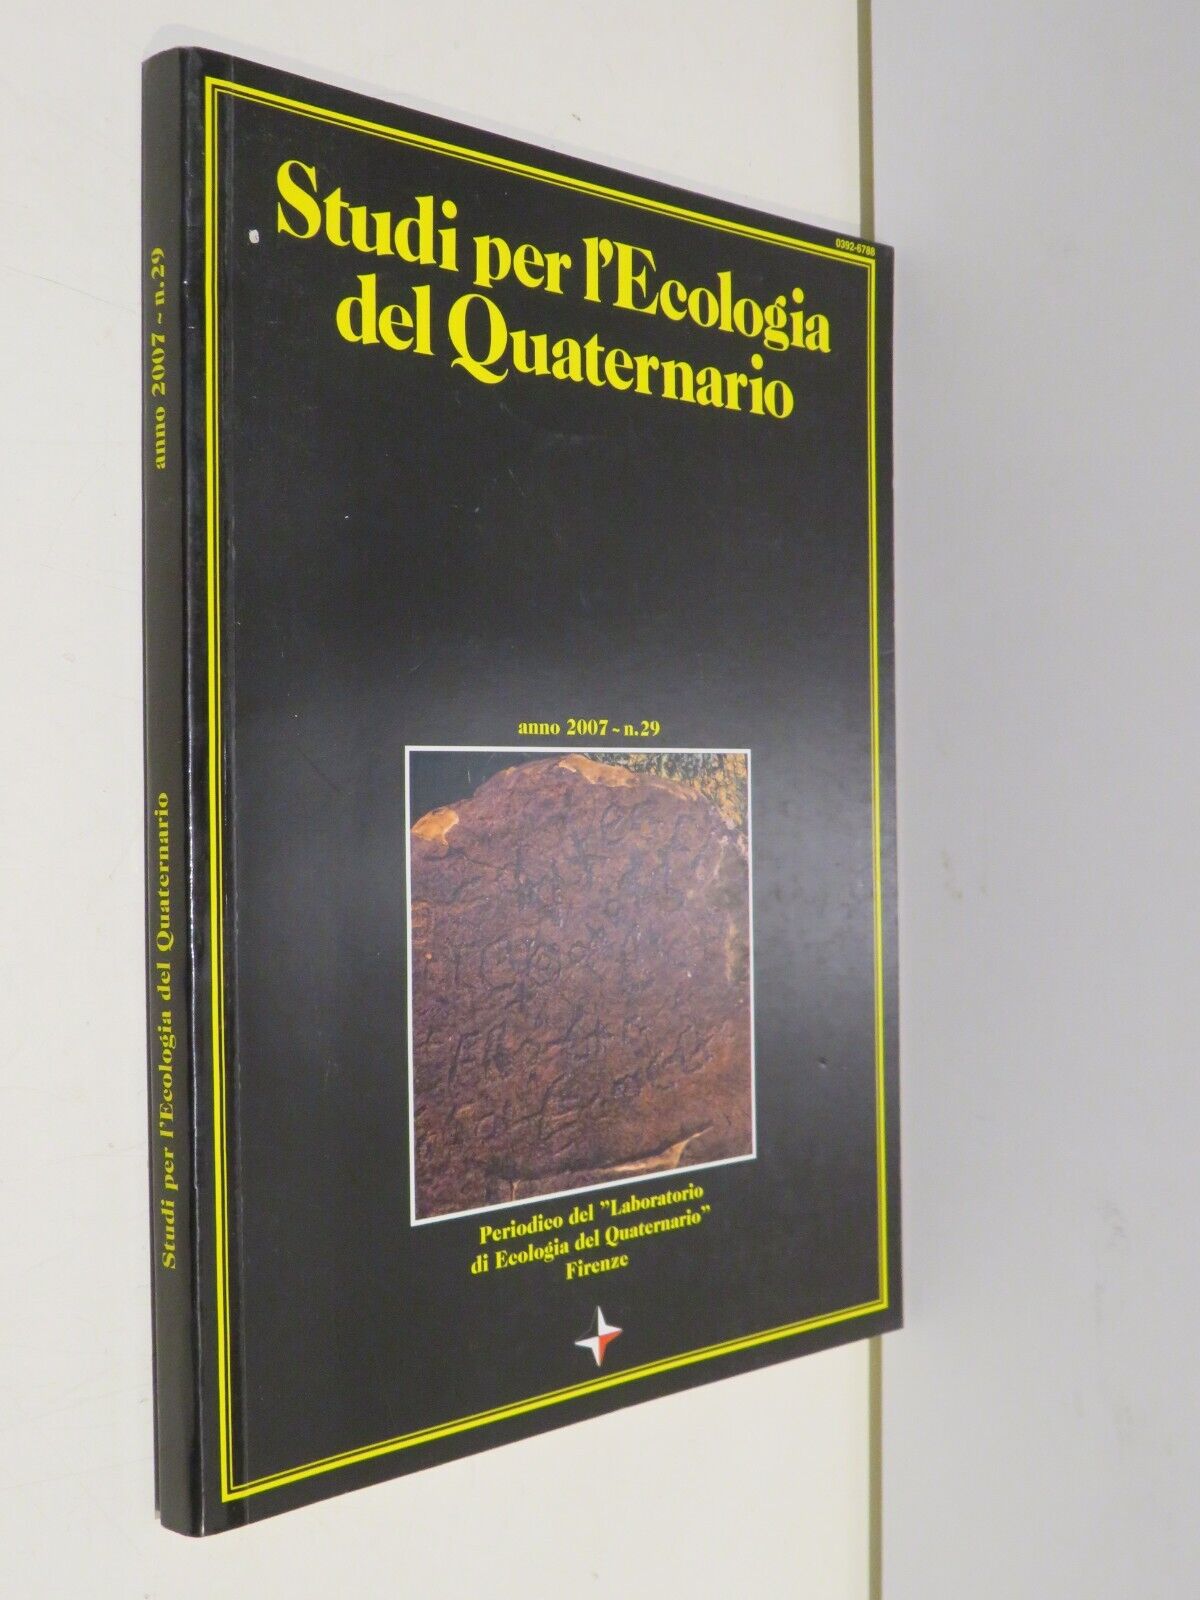 anno 2007 ~ n.29
Studi per l'Ecologia del Quaternario
0392-6788
Studi per l'Ecologia
del Quaternario
anno 2007 ~ n.29
Periodico del "Laboratorio
di Ecologia del Quaternario"
Firenze